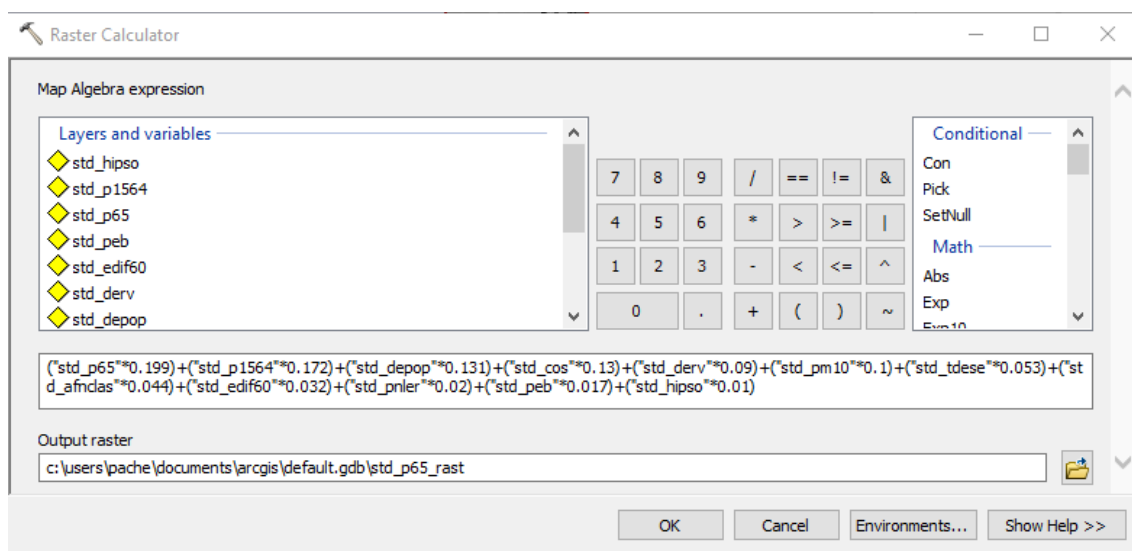 Raster Calculator
Map Algebra expression
Layers and variables
std_hipso
std_p1564
std_p65
std_peb
std_edif60
std_derv
std_depop
7 8 9 / == != &
4 5 6 * > >= |
1 2 3 - < <= ^
0 . + ( ) ~
Conditional
Con
Pick
SetNull
Math
Abs
Exp
Exp10
("std_p65"*0.199)+("std_p1564"*0.172)+("std_depop"*0.131)+("std_cos"*0.13)+("std_derv"*0.09)+("std_pm10"*0.1)+("std_tdese"*0.053)+("st
d_afnclas"*0.044)+("std_edif60"*0.032)+("std_pnler"*0.02)+("std_peb"*0.017)+("std_hipso"*0.01)
Output raster
c:\users\pache\documents\arcgis\default.gdb\std_p65_rast
OK Cancel Environments... Show Help >>